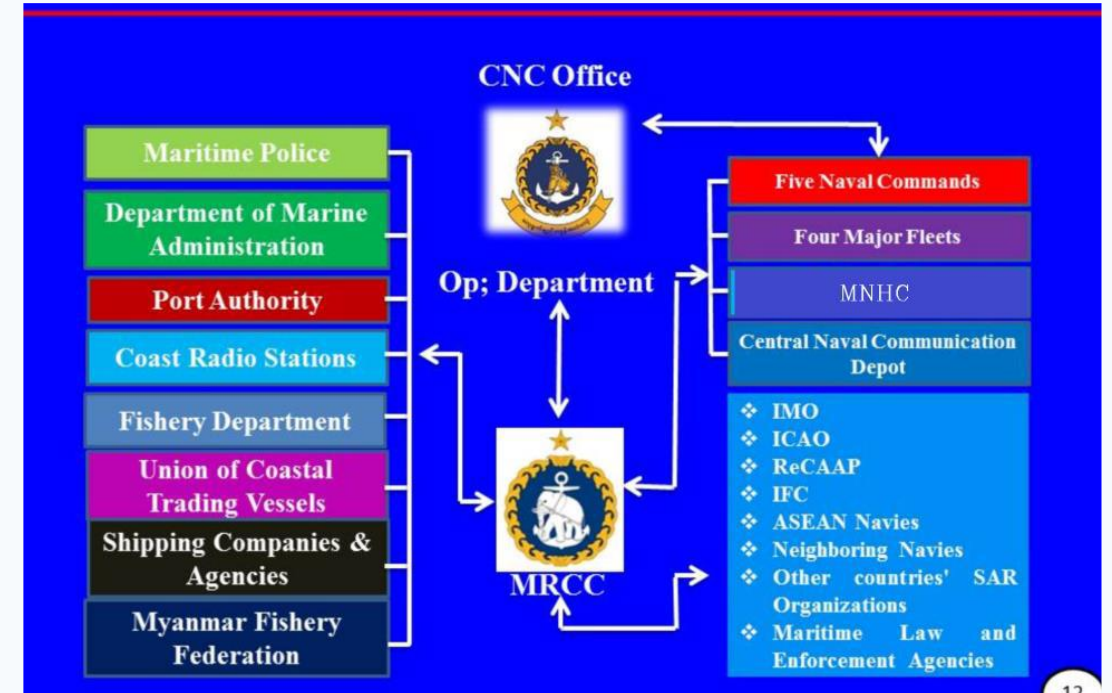 CNC Office
Maritime Police
Department of Marine
Administration
Port Authority
Coast Radio Stations
Fishery Department
Union of Coastal
Trading Vessels
Shipping Companies &
Agencies
Myanmar Fishery
Federation
Op; Department
MRCC
Five Naval Commands
Four Major Fleets
MNHC
Central Naval Communication
Depot
❖ IMO
❖ ICAO
❖ ReCAAP
❖ IFC
❖ ASEAN Navies
❖ Neighboring Navies
❖ Other countries' SAR
Organizations
❖ Maritime Law and
Enforcement Agencies